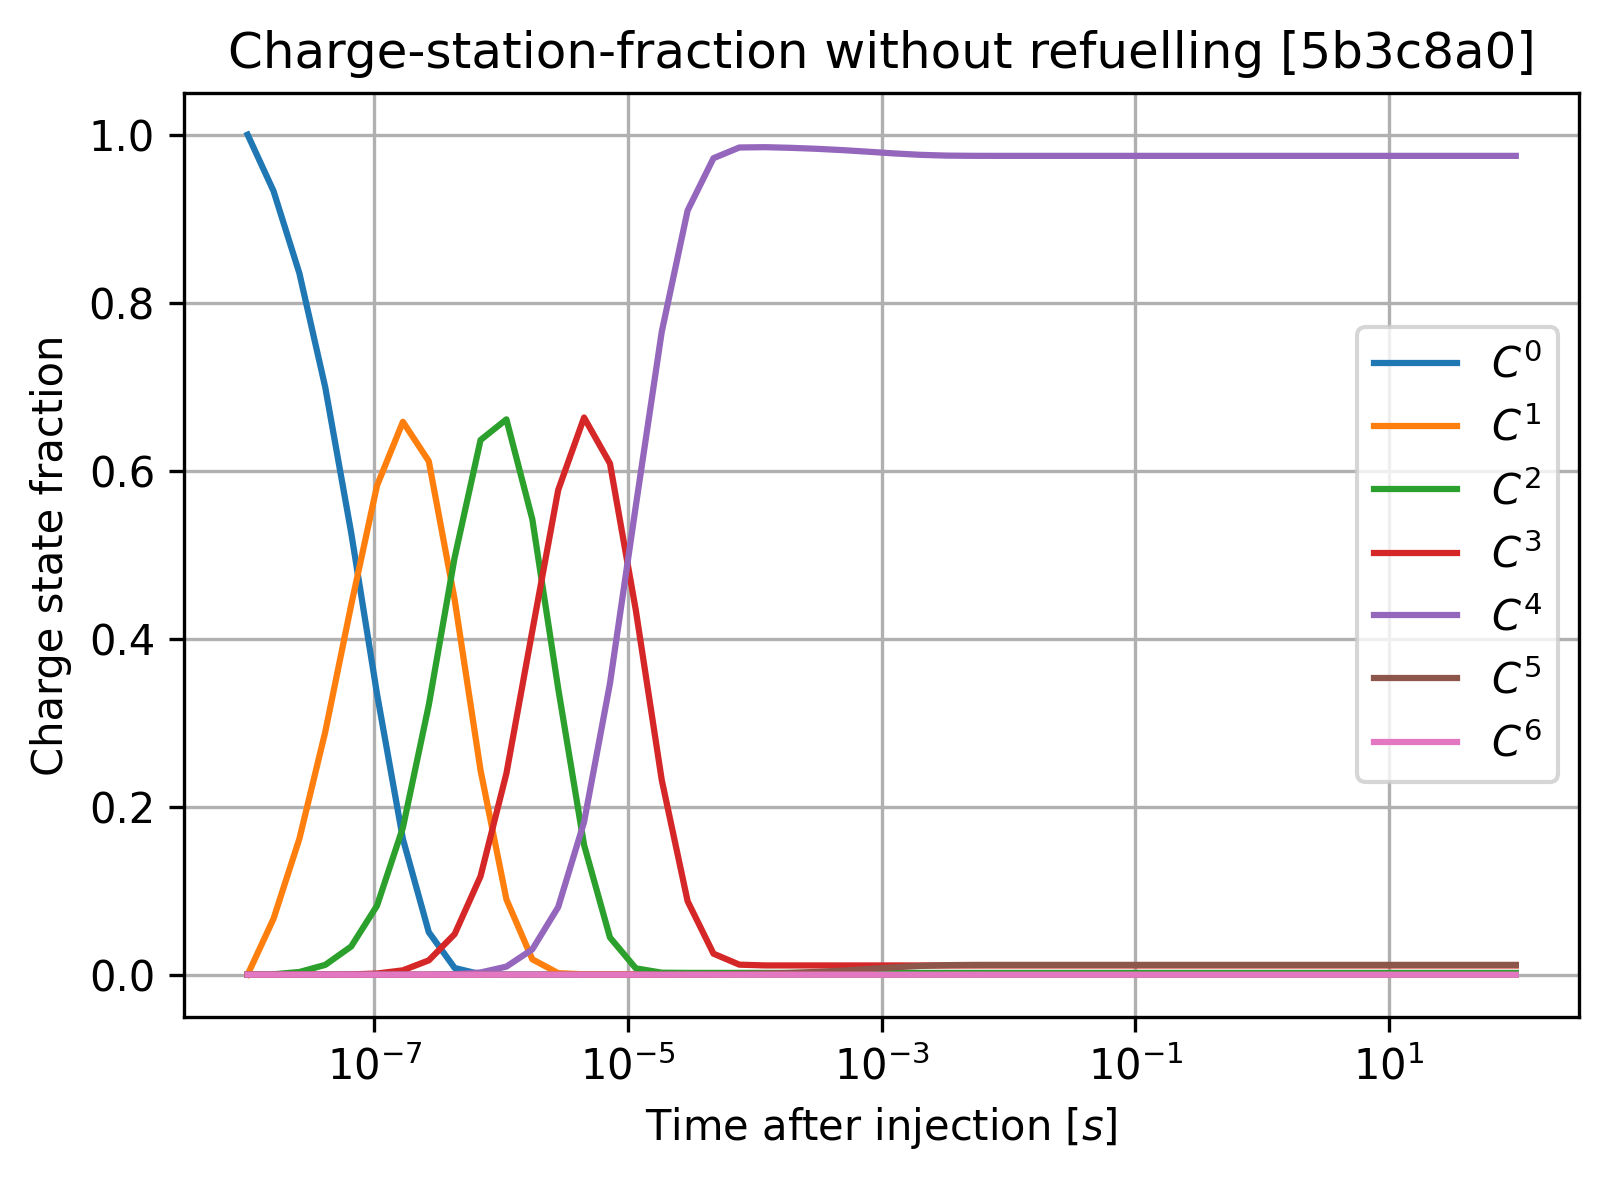 Charge-station-fraction without refuelling [5b3c8a0]
Charge state fraction
1.0
0.8
0.6
0.4
0.2
0.0
C⁰
C¹
C²
C³
C⁴
C⁵
C⁶
10⁻⁷ 10⁻⁵ 10⁻³ 10⁻¹ 10¹
Time after injection [s]